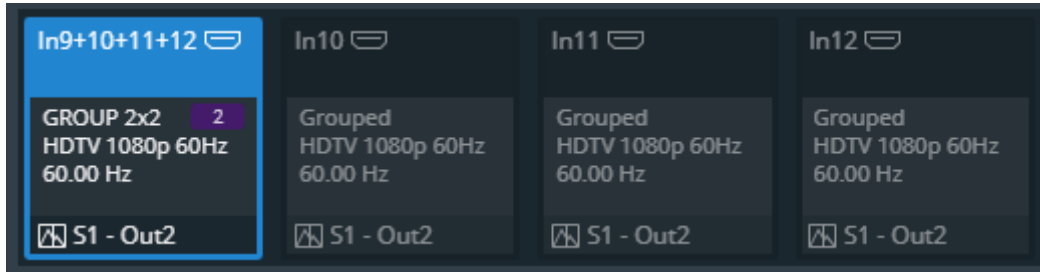 In9+10+11+12
GROUP 2x2 2
HDTV 1080p 60Hz
60.00 Hz
S1 - Out2
In10
Grouped
HDTV 1080p 60Hz
60.00 Hz
S1 - Out2
In11
Grouped
HDTV 1080p 60Hz
60.00 Hz
S1 - Out2
In12
Grouped
HDTV 1080p 60Hz
60.00 Hz
S1 - Out2